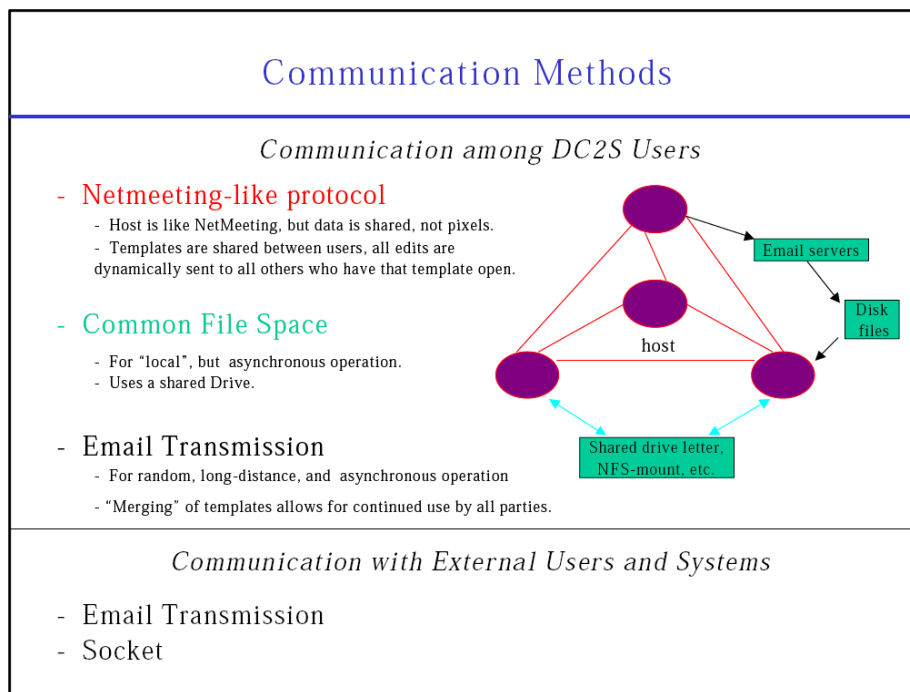 Communication Methods
Communication among DC2S Users
- Netmeeting-like protocol
- Host is like NetMeeting, but data is shared, not pixels.
- Templates are shared between users, all edits are
dynamically sent to all others who have that template open.
- Common File Space
- For “local”, but asynchronous operation.
- Uses a shared Drive.
- Email Transmission
- For random, long-distance, and asynchronous operation
- “Merging” of templates allows for continued use by all parties.
Email servers
Disk
files
host
Shared drive letter,
NFS-mount, etc.
Communication with External Users and Systems
- Email Transmission
- Socket